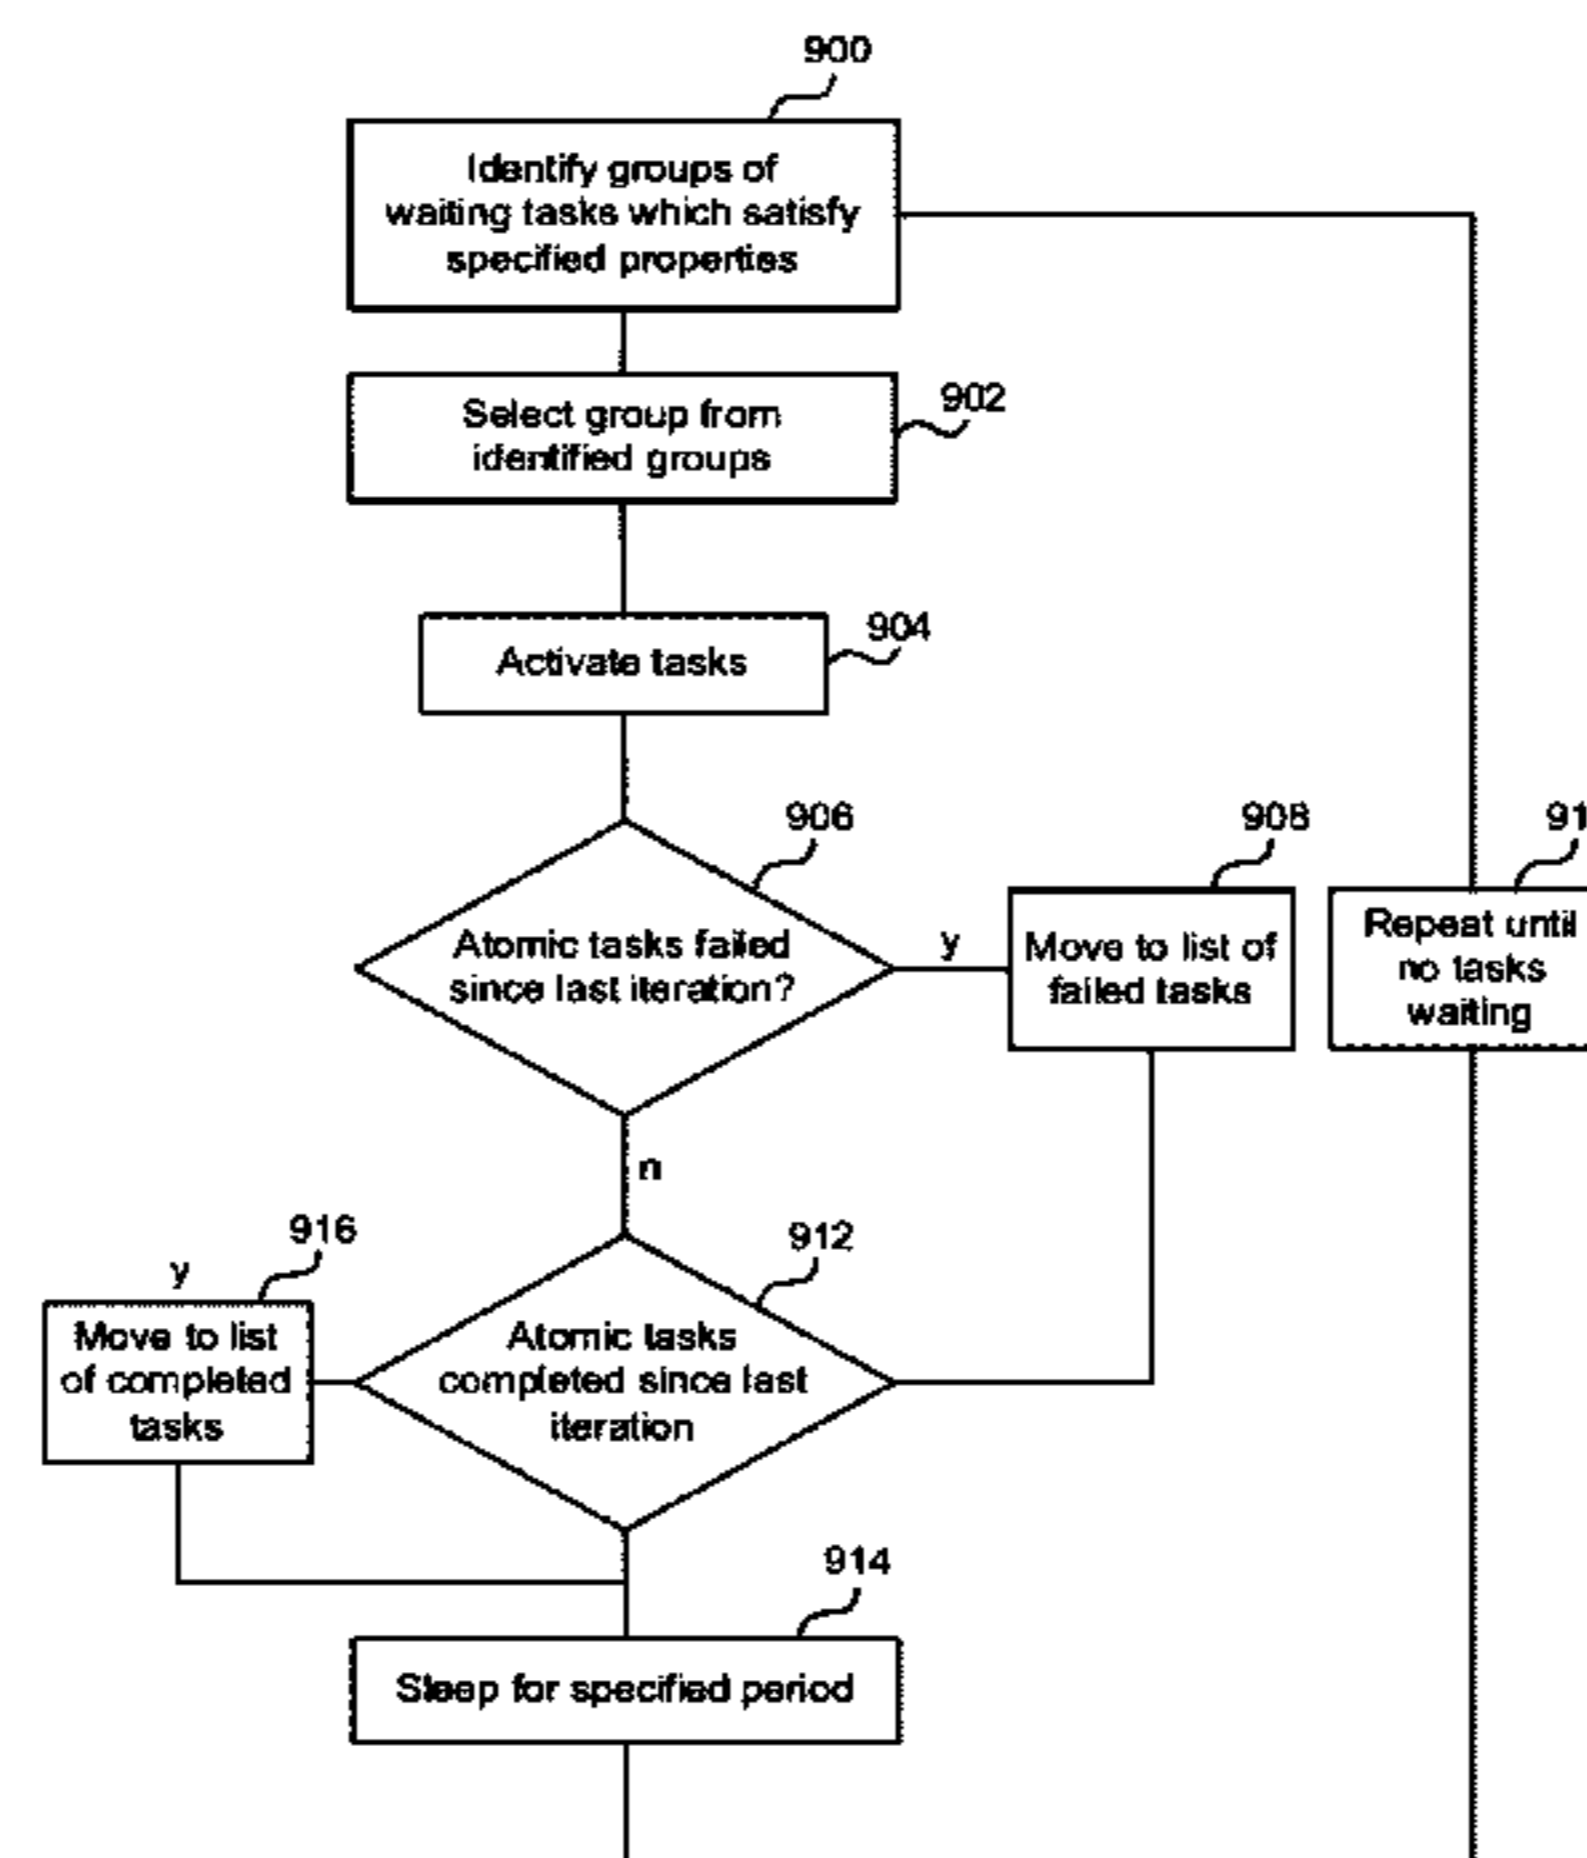 900
Identify groups of
waiting tasks which satisfy
specified properties
902
Select group from
identified groups
904
Activate tasks
906
Atomic tasks failed
since last iteration?
y
908
Move to list of
failed tasks
91
Repeat until
no tasks
waiting
n
916
y
Move to list
of completed
tasks
912
Atomic tasks
completed since last
iteration
914
Sleep for specified period